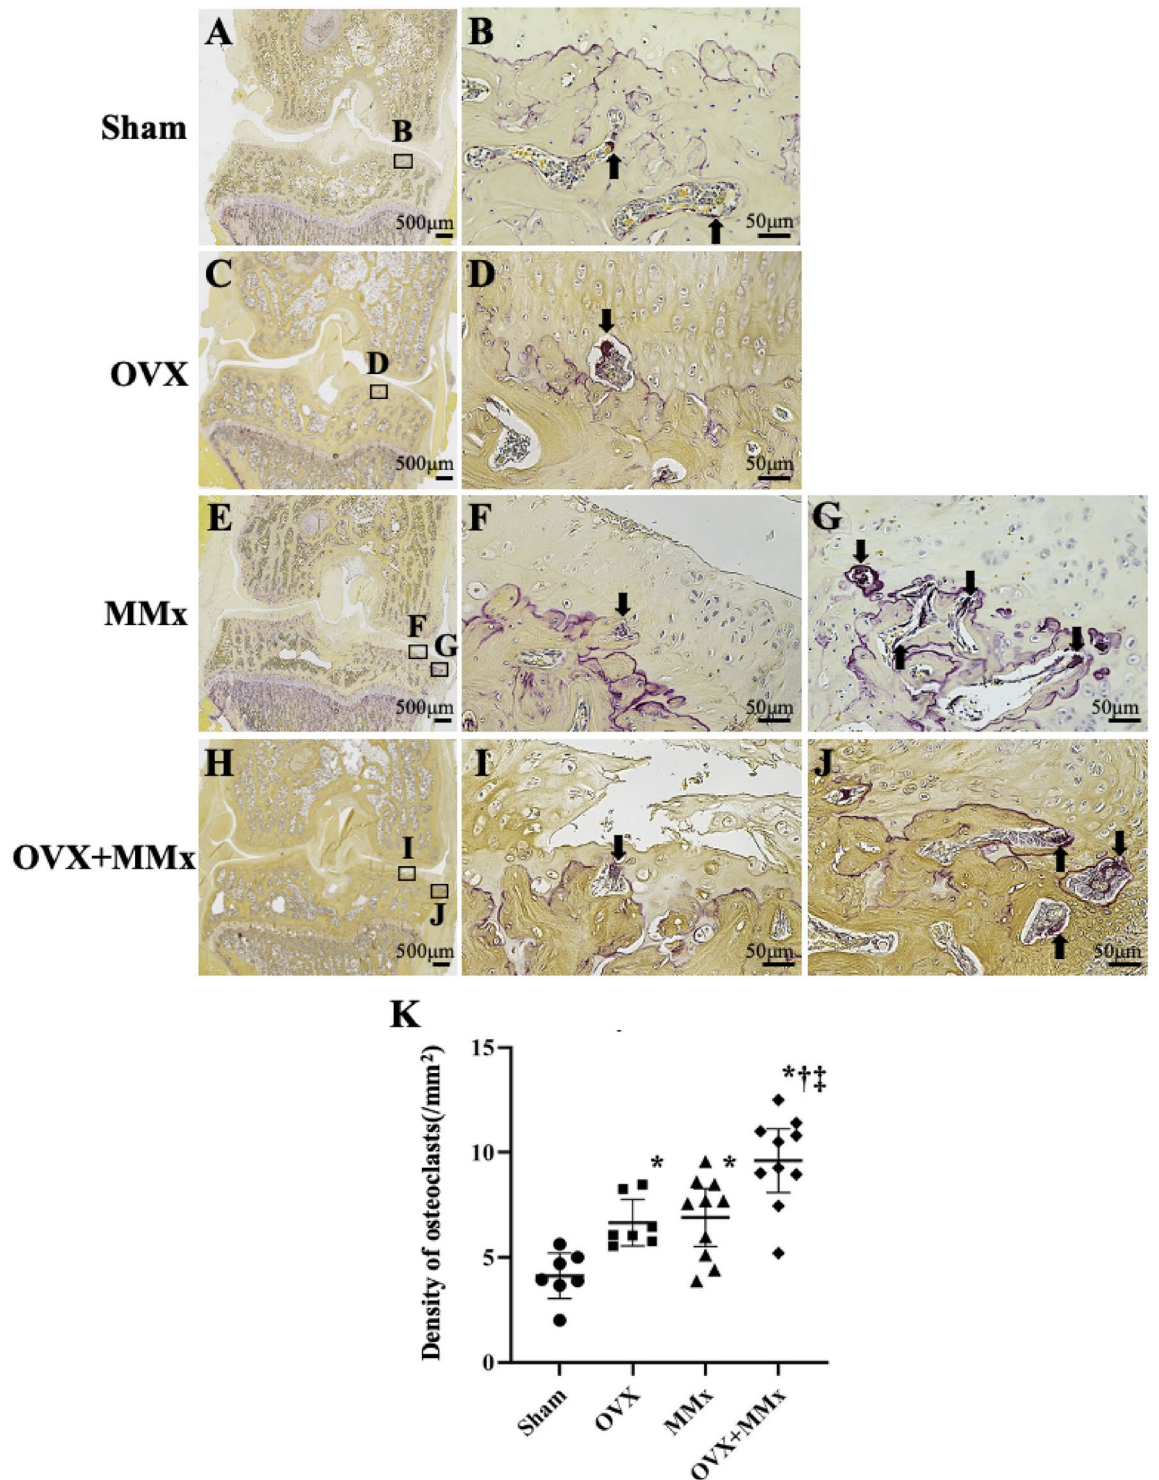 A
B
Sham
B
500μm
50μm
C
D
OVX
D
500μm
50μm
E
F
G
MMx
F
G
500μm
50μm
50μm
H
I
J
OVX+MMx
I
J
500μm
50μm
50μm
K
Density of osteoclasts(/mm²)
15
10
5
0
*
*
*†‡
Sham
OVX
MMx
OVX+MMx